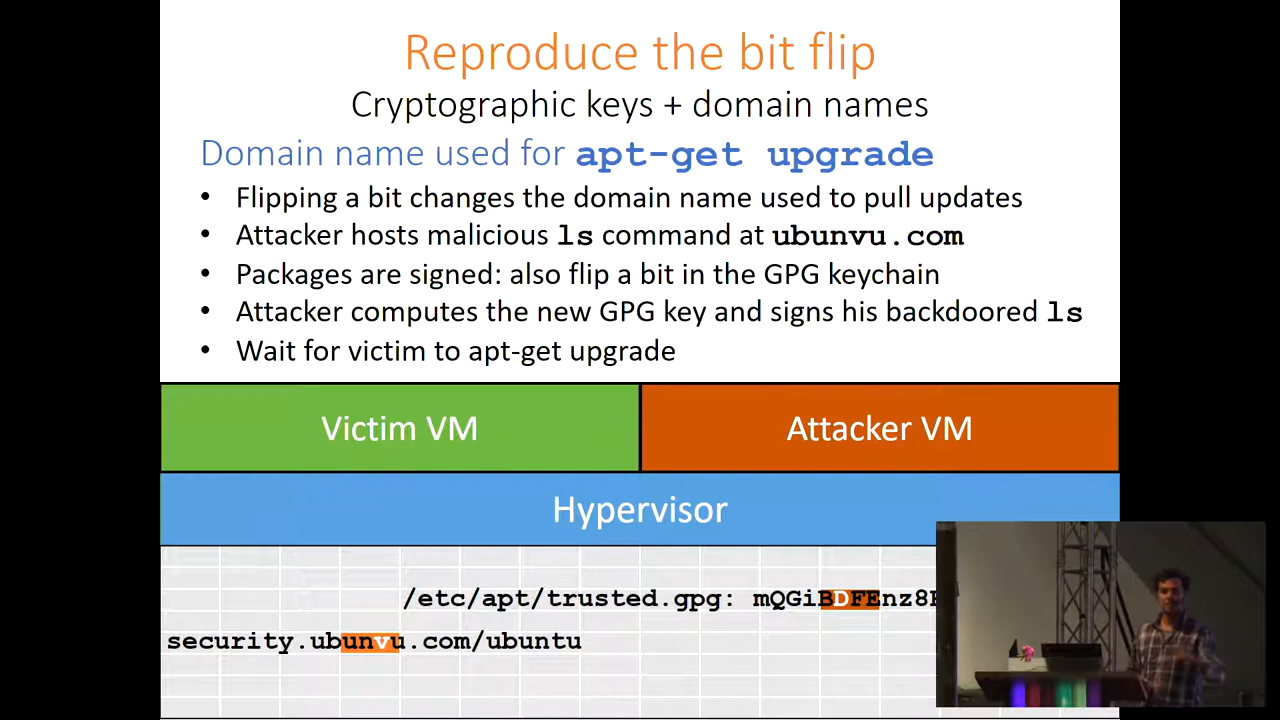 Reproduce the bit flip
Cryptographic keys + domain names
Domain name used for apt-get upgrade
• Flipping a bit changes the domain name used to pull updates
• Attacker hosts malicious ls command at ubunvu.com
• Packages are signed: also flip a bit in the GPG keychain
• Attacker computes the new GPG key and signs his backdoored ls
• Wait for victim to apt-get upgrade
Victim VM
Attacker VM
Hypervisor
/etc/apt/trusted.gpg: mQGiBDFEnz8
security.ubunvu.com/ubuntu